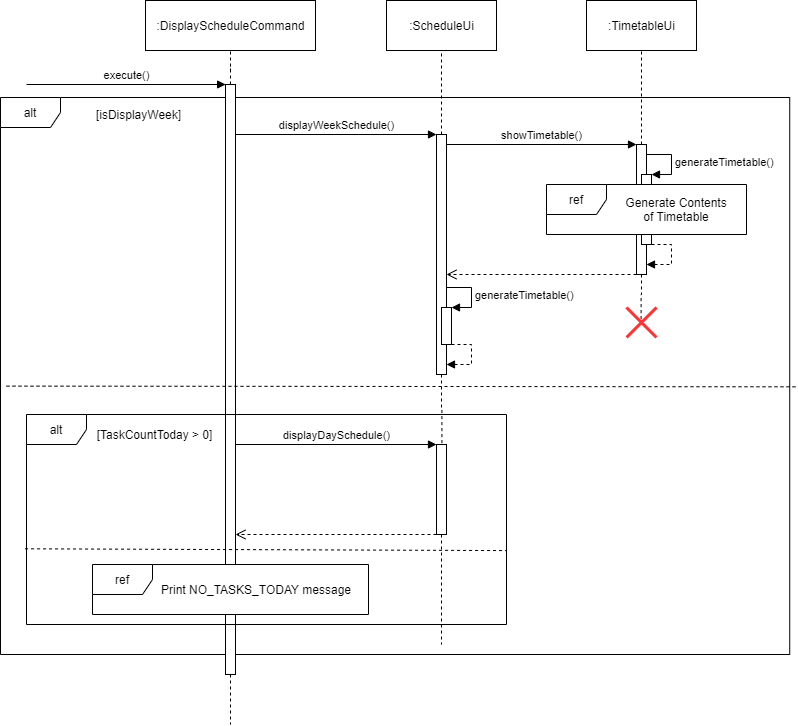 :DisplayScheduleCommand
:ScheduleUi
:TimetableUi
execute()
alt
[isDisplayWeek]
displayWeekSchedule()
showTimetable()
generateTimetable()
ref
Generate Contents
of Timetable
generateTimetable()
alt
[TaskCountToday > 0]
displayDaySchedule()
ref
Print NO_TASKS_TODAY message